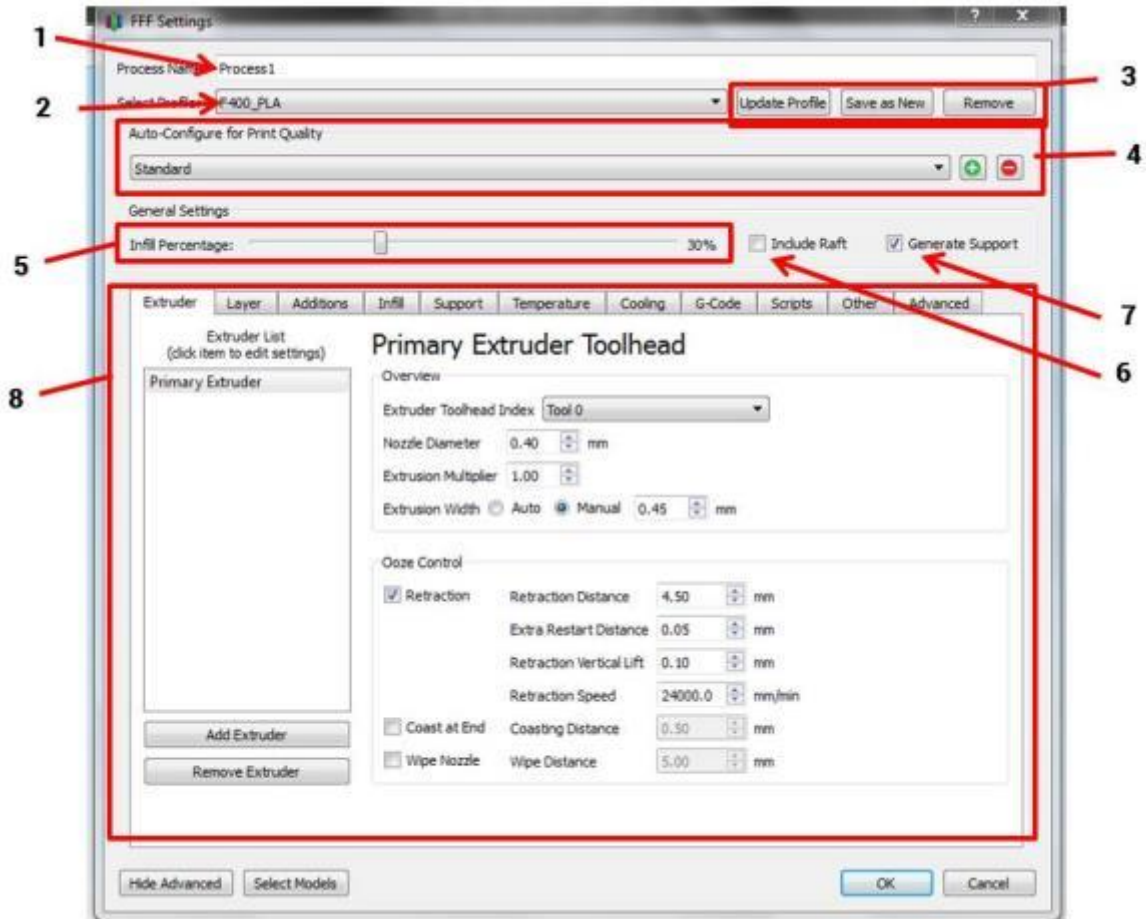 FFF Settings ? X
1
Process Name: Process1
2
Select Profile: F400_PLA Update Profile Save as New Remove
3
Auto-Configure for Print Quality
Standard
4
General Settings
Infill Percentage: 30% Include Raft Generate Support
5
6
7
8
Extruder Layer Additions Infill Support Temperature Cooling G-Code Scripts Other Advanced
Extruder List
(click item to edit settings)
Primary Extruder
Add Extruder
Remove Extruder
Primary Extruder Toolhead
Overview
Extruder Toolhead Index Tool 0
Nozzle Diameter 0.40 mm
Extrusion Multiplier 1.00
Extrusion Width Auto Manual 0.45 mm
Ooze Control
Retraction Retraction Distance 4.50 mm
Extra Restart Distance 0.05 mm
Retraction Vertical Lift 0.10 mm
Retraction Speed 24000.0 mm/min
Coast at End Coasting Distance 0.50 mm
Wipe Nozzle Wipe Distance 5.00 mm
Hide Advanced Select Models OK Cancel